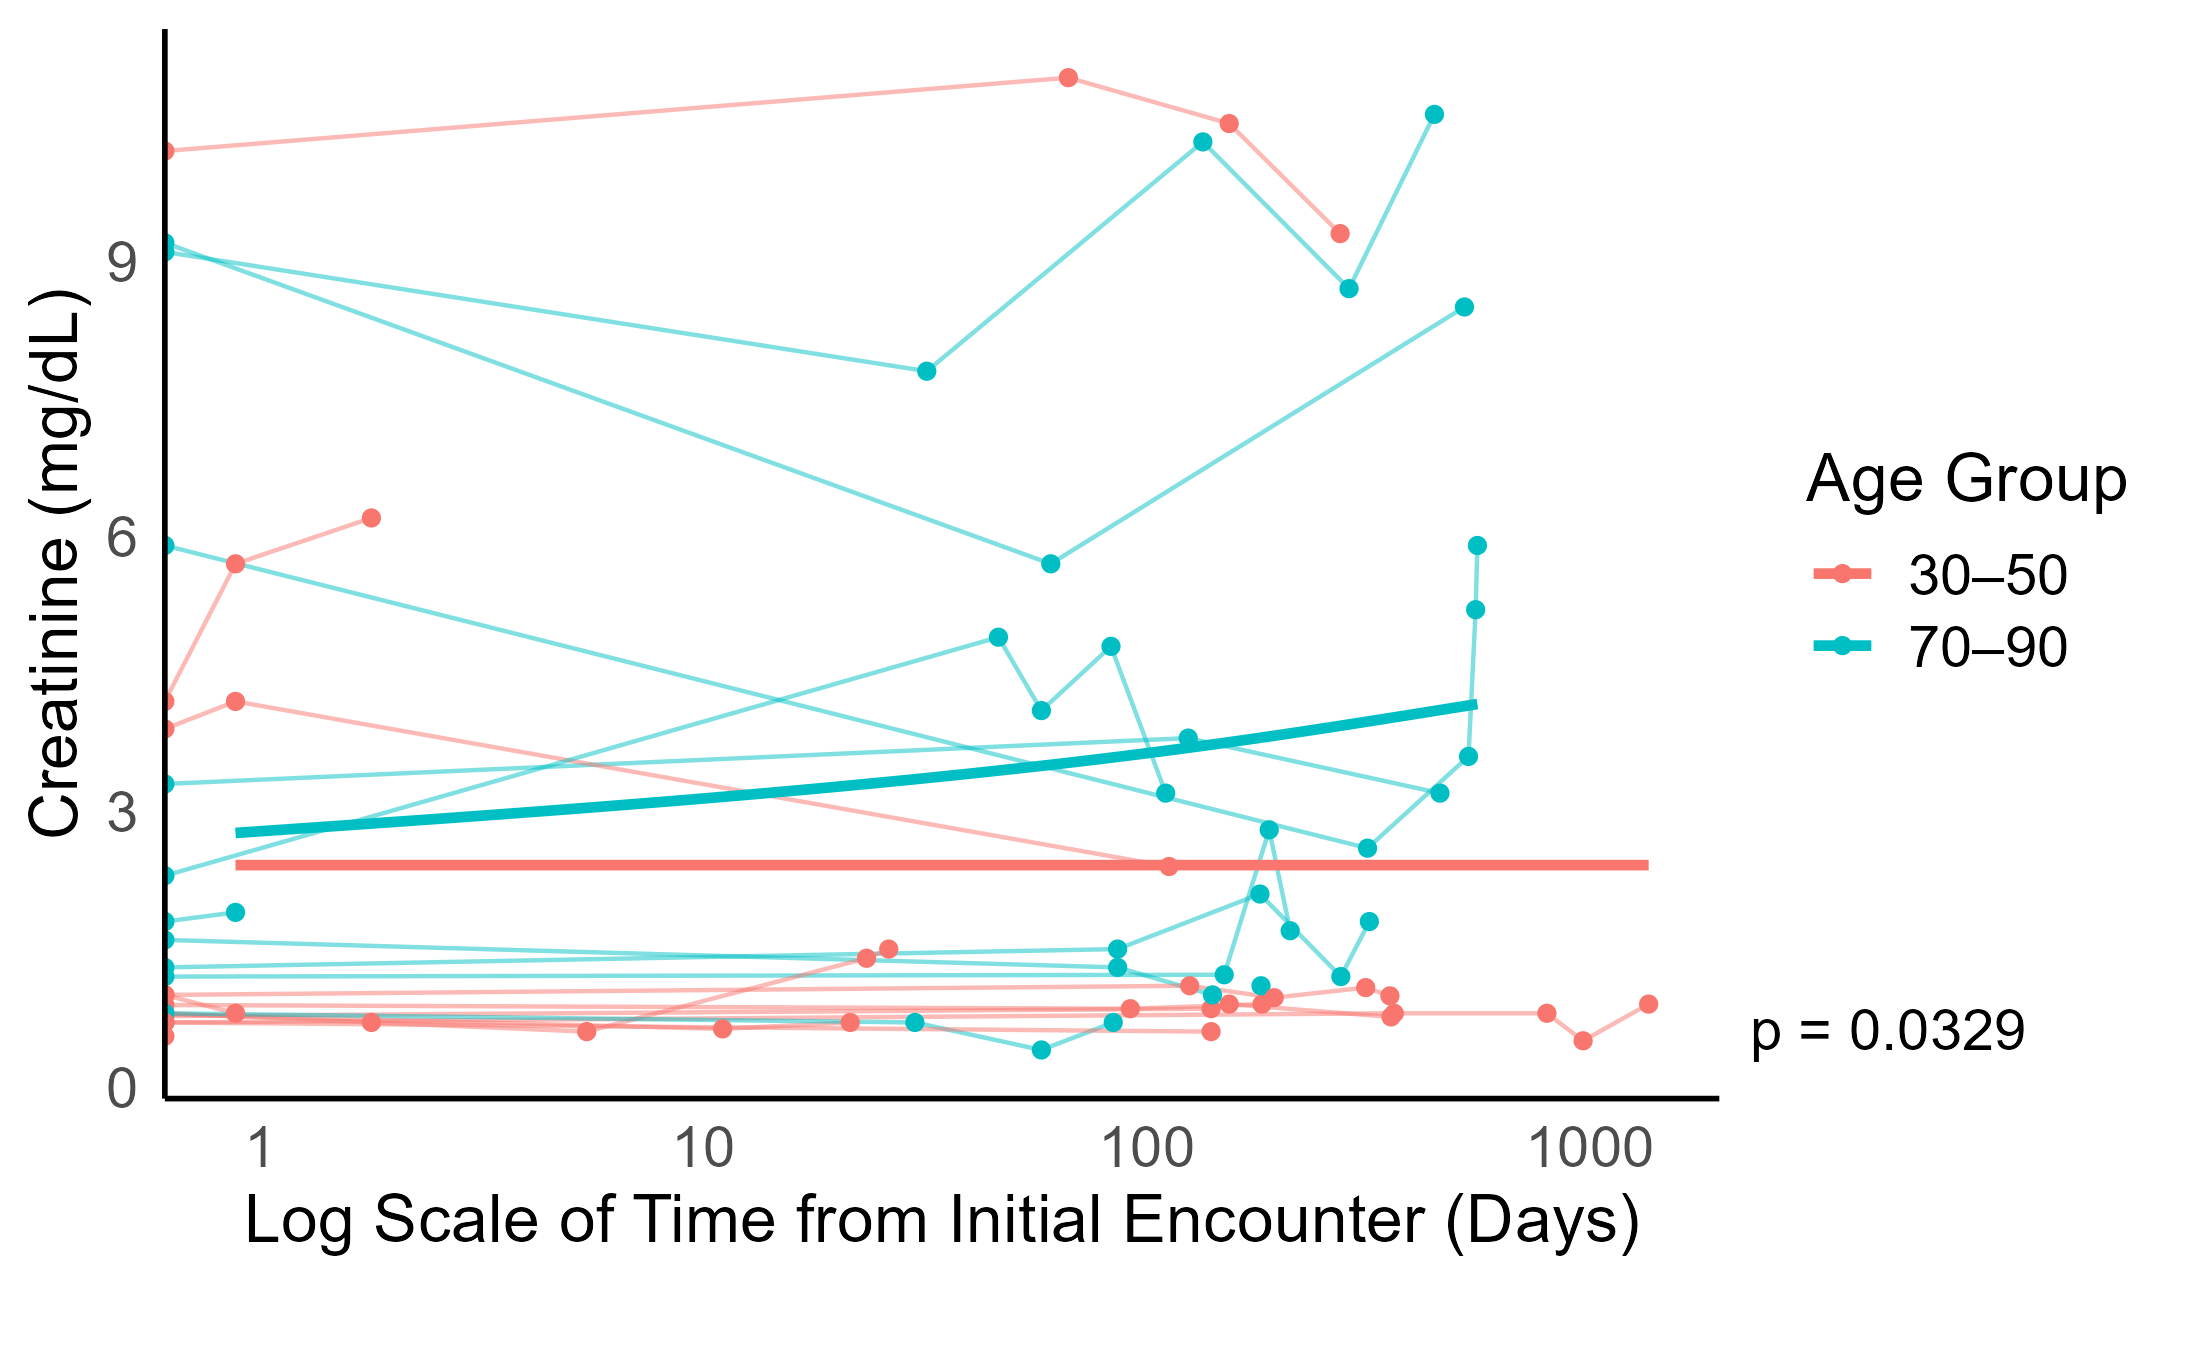 Creatinine (mg/dL)
9
6
3
0
1 10 100 1000
Log Scale of Time from Initial Encounter (Days)
Age Group
30–50
70–90
p = 0.0329